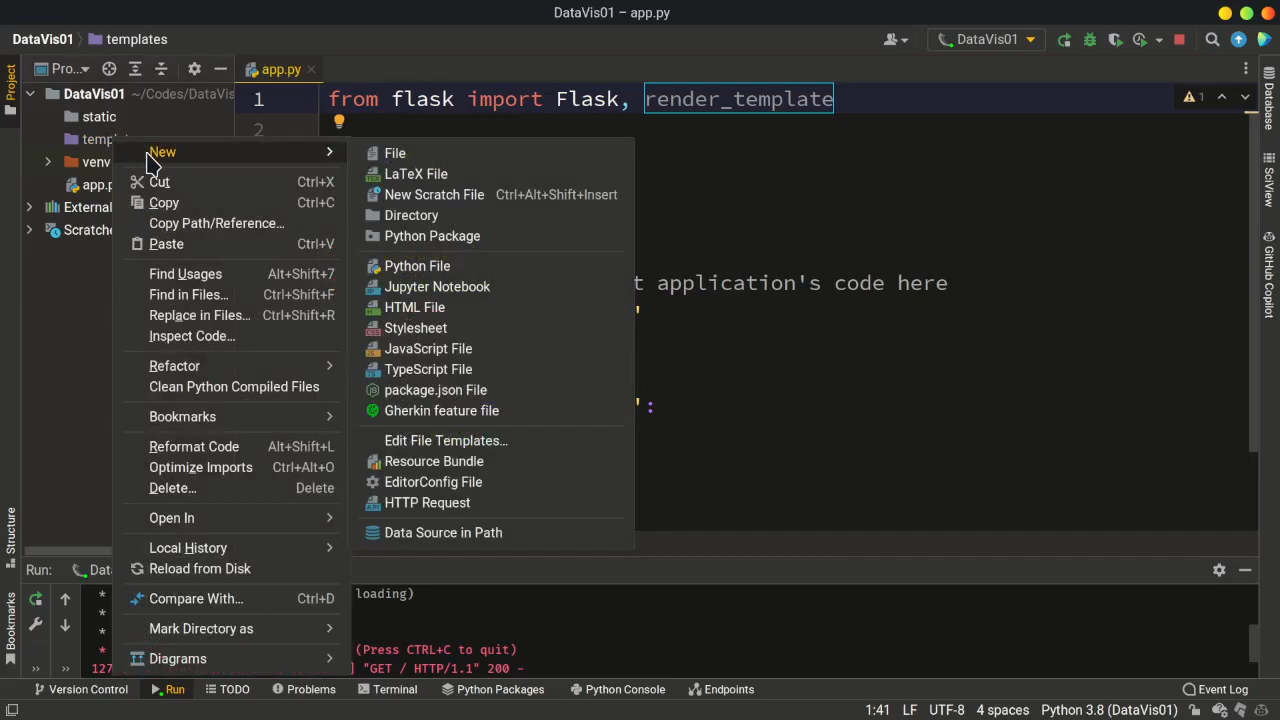 DataVis01 – app.py
DataVis01 templates
DataVis01
Project
Pro...
app.py
DataVis01 ~/Codes/DataVis
static
venv
External
Scratche
1
2
from flask import Flask, render_template
1
t application's code here
'
':
New
Cut Ctrl+X
Copy Ctrl+C
Copy Path/Reference...
Paste Ctrl+V
Find Usages Alt+Shift+7
Find in Files... Ctrl+Shift+F
Replace in Files... Ctrl+Shift+R
Inspect Code...
Refactor
Clean Python Compiled Files
Bookmarks
Reformat Code Alt+Shift+L
Optimize Imports Ctrl+Alt+O
Delete... Delete
Open In
Local History
Reload from Disk
Compare With... Ctrl+D
Mark Directory as
Diagrams
File
LaTeX File
New Scratch File Ctrl+Alt+Shift+Insert
Directory
Python Package
Python File
Jupyter Notebook
HTML File
Stylesheet
JavaScript File
TypeScript File
package.json File
Gherkin feature file
Edit File Templates...
Resource Bundle
EditorConfig File
HTTP Request
Data Source in Path
Database
SciView
GitHub Copilot
Structure
Bookmarks
Run: Dat
*
*
*
*
127
loading)
(Press CTRL+C to quit)
] "GET / HTTP/1.1" 200 -
Version Control Run TODO Problems Terminal Python Packages Python Console Endpoints Event Log
1:41 LF UTF-8 4 spaces Python 3.8 (DataVis01)